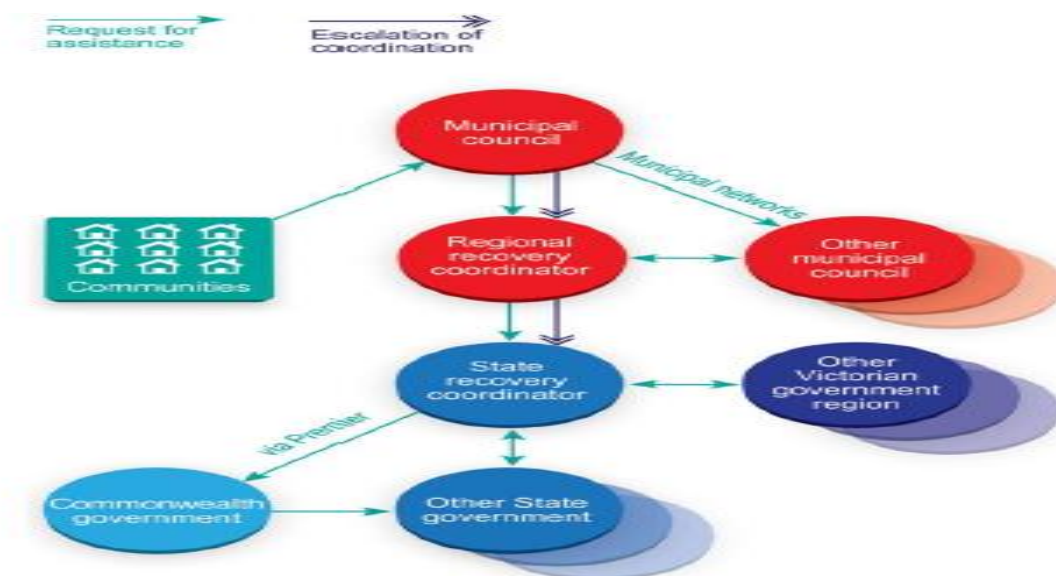 Request for
assistance
Escalation of
coordination
Municipal
council
Municipal networks
Communities
Regional
recovery
coordinator
Other
municipal
council
State
recovery
coordinator
Other
Victorian
government
region
via Premier
Commonwealth
government
Other State
government